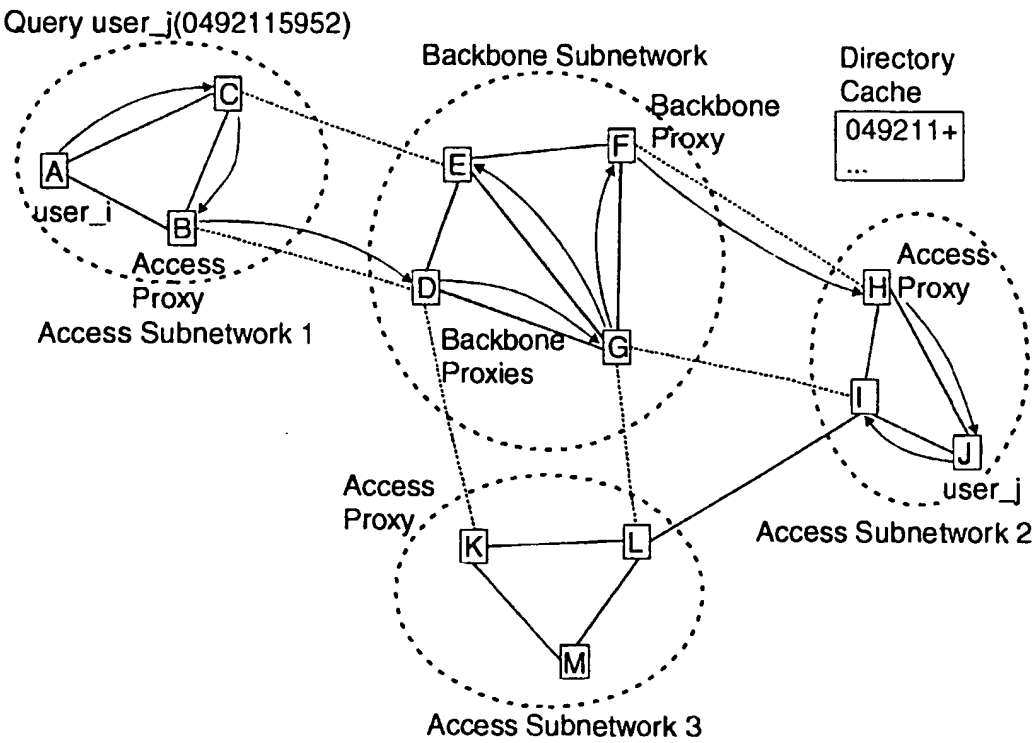 Query user_j(0492115952)
Backbone Subnetwork
Directory
Cache
049211+
...
C
Backbone
Proxy
F
E
A
user_i
B
Access
Proxy
Access Subnetwork 1
D
Backbone
Proxies
G
Access
Proxy
H
I
J
user_j
Access Subnetwork 2
Access
Proxy
K
L
M
Access Subnetwork 3